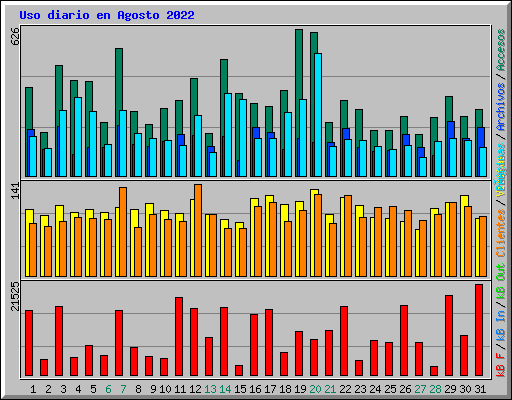 Uso diario en Agosto 2022
626
141
21525
kB F / kB In / kB Out
Clientes /
/ Archivos / Accesos
1 2 3 4 5 6 7 8 9 10 11 12 13 14 15 16 17 18 19 20 21 22 23 24 25 26 27 28 29 30 31